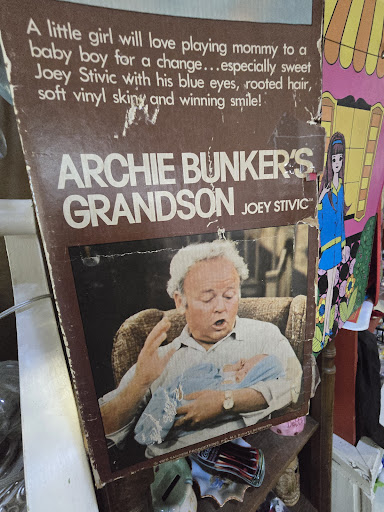 A little girl will love playing mommy to a
baby boy for a change...especially sweet
Joey Stivic with his blue eyes, rooted hair,
soft vinyl skin, and winning smile!
ARCHIE BUNKER'S
GRANDSON JOEY STIVIC